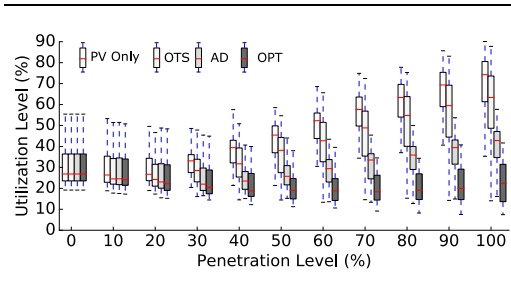 90
80
70
60
50
40
30
20
10
0
Utilization Level (%)
PV Only OTS AD OPT
0 10 20 30 40 50 60 70 80 90 100
Penetration Level (%)